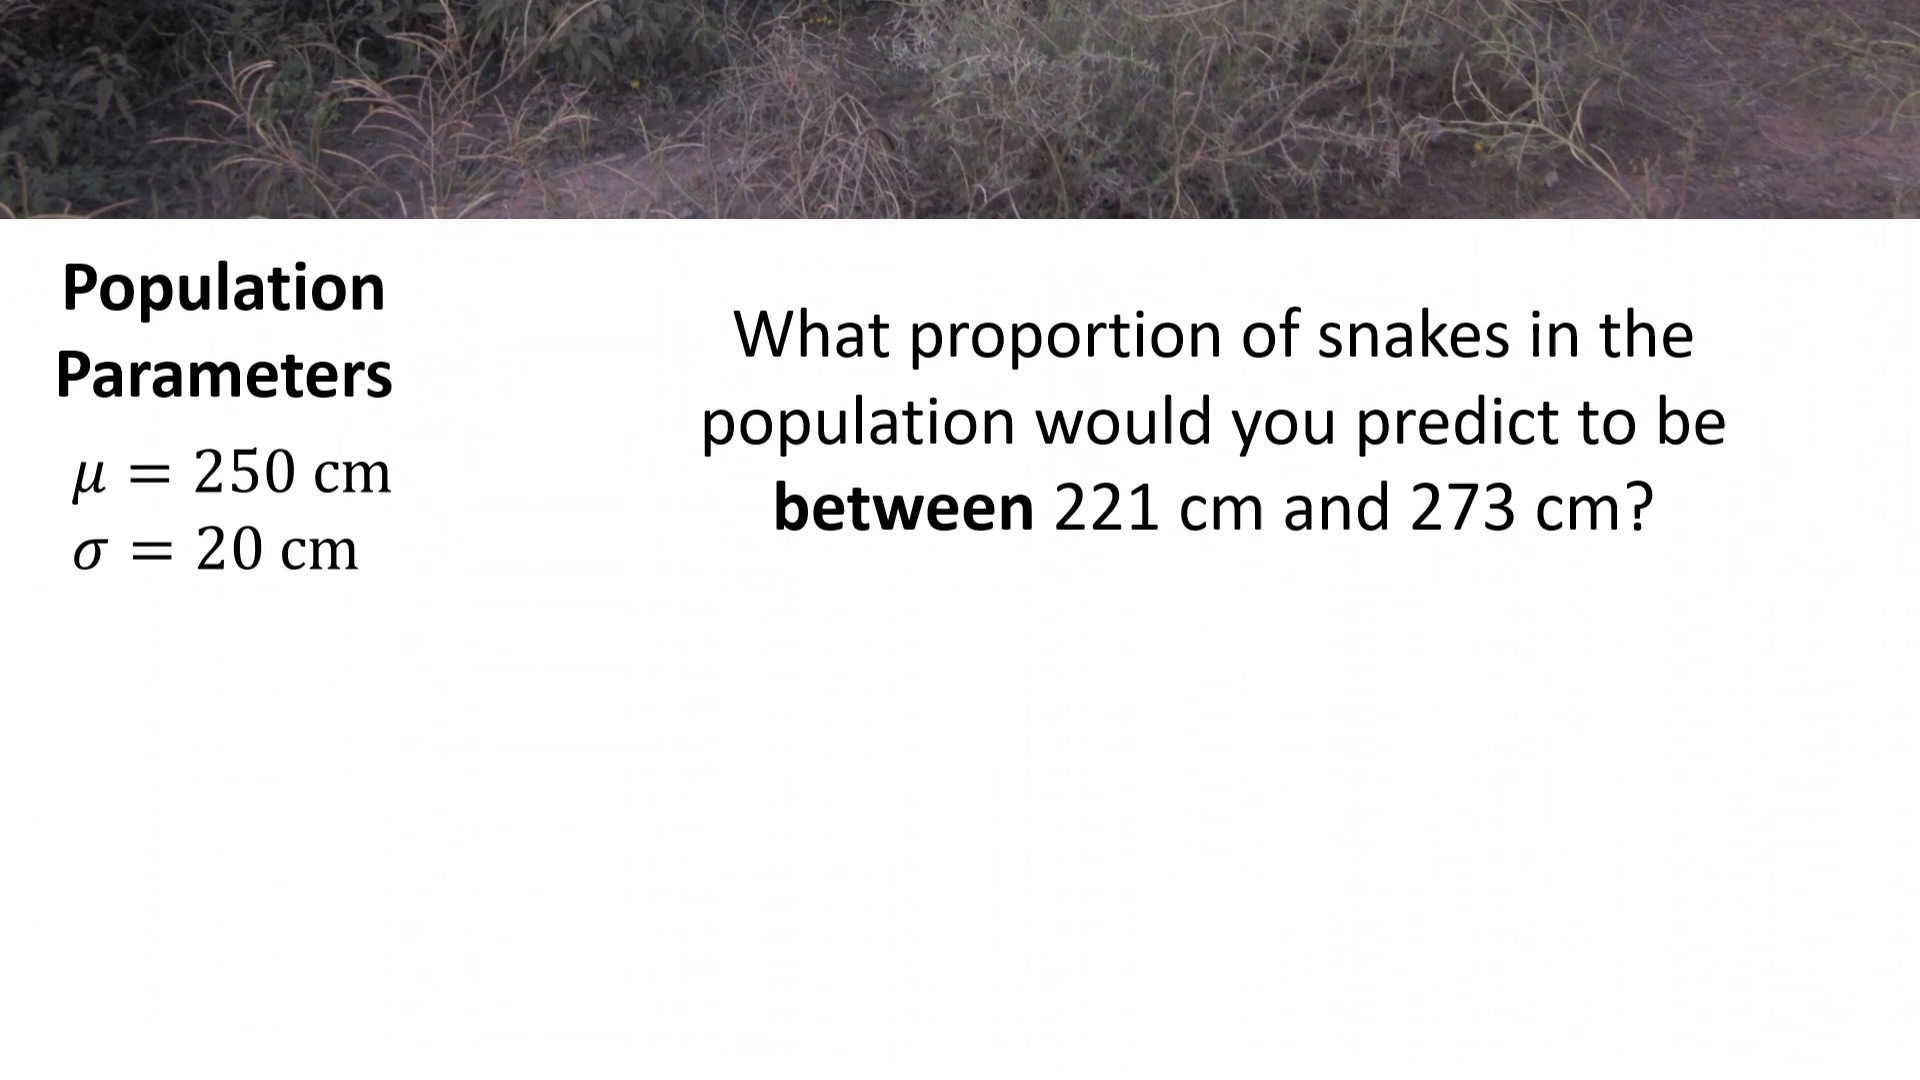 Population
Parameters
μ = 250 cm
σ = 20 cm
What proportion of snakes in the
population would you predict to be
between 221 cm and 273 cm?